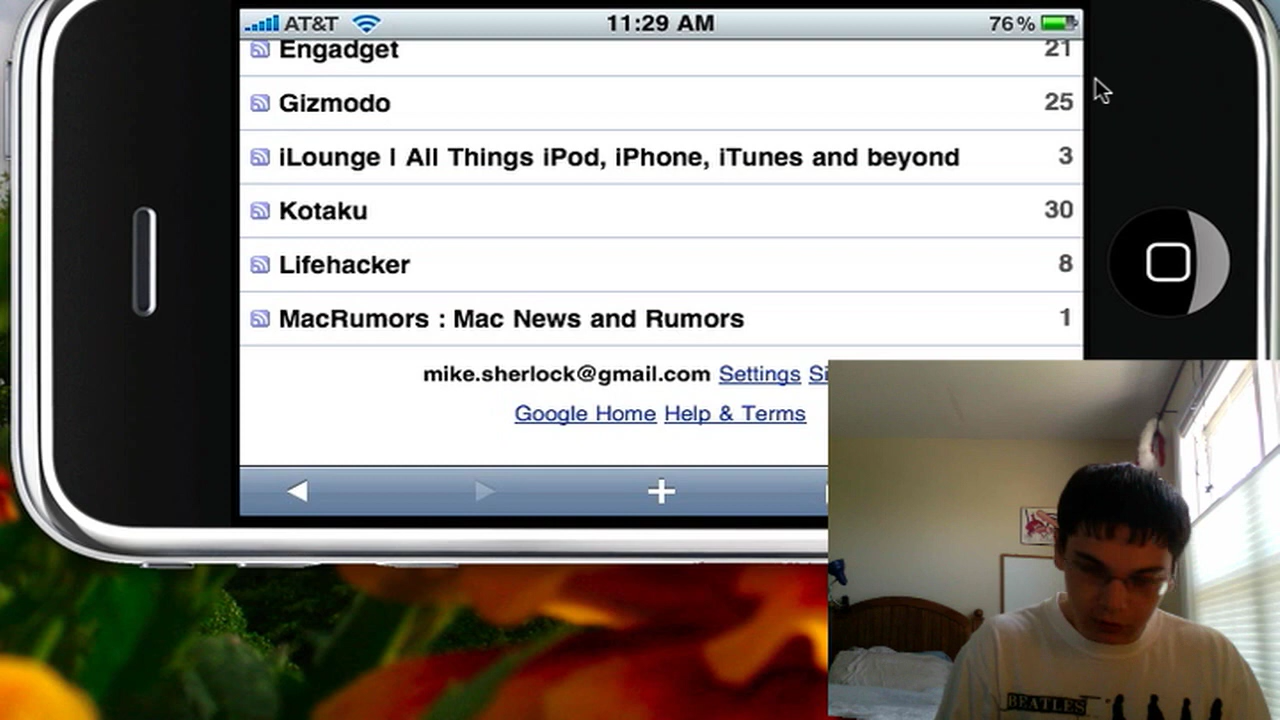 AT&T 11:29 AM 76%
Engadget 21
Gizmodo 25
iLounge | All Things iPod, iPhone, iTunes and beyond 3
Kotaku 30
Lifehacker 8
MacRumors : Mac News and Rumors 1
mike.sherlock@gmail.com Settings
Google Home Help & Terms
BEATLES